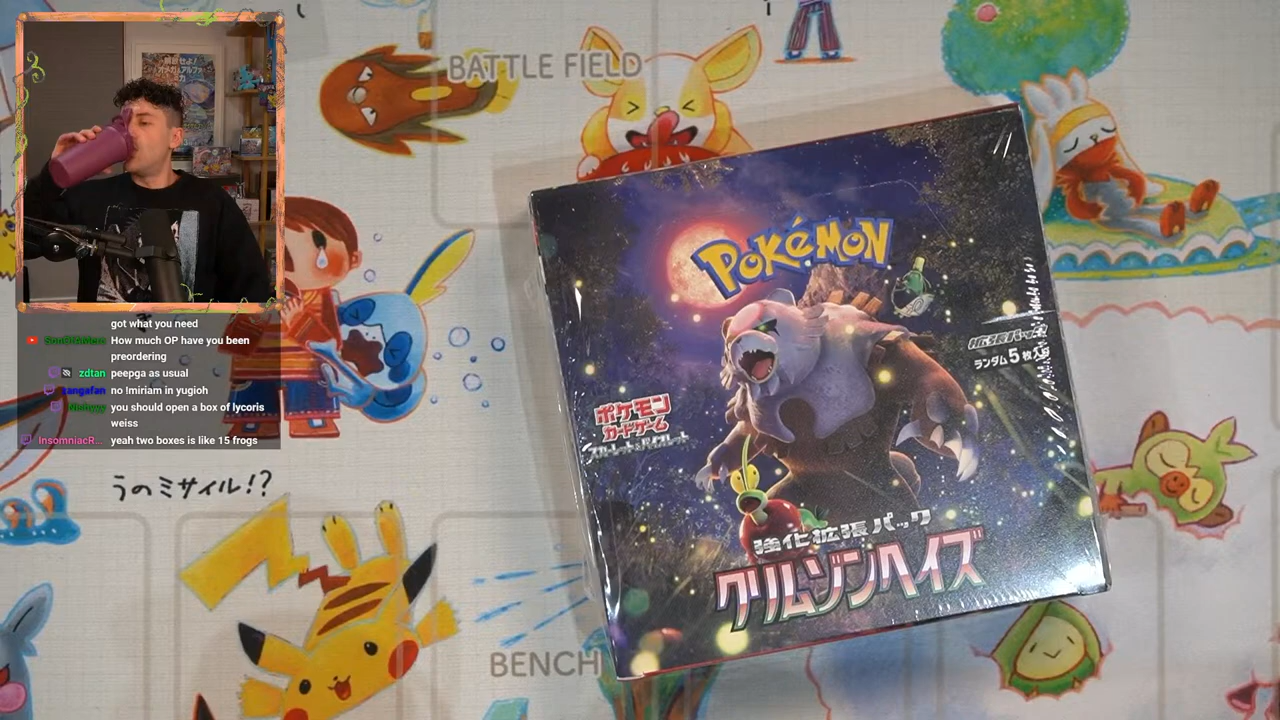 BATTLE FIELD
POKéMON
拡張パック
ランダム5枚入り
ポケモン
カードゲーム
スカーレット&バイオレット
強化拡張パック
クリムゾンヘイズ
got what you need
How much OP have you been
preordering
zdtan peepga as usual
no !miriam in yugioh
you should open a box of lycoris
weiss
InsomniacR... yeah two boxes is like 15 frogs
うのミサイル!?
BENCH